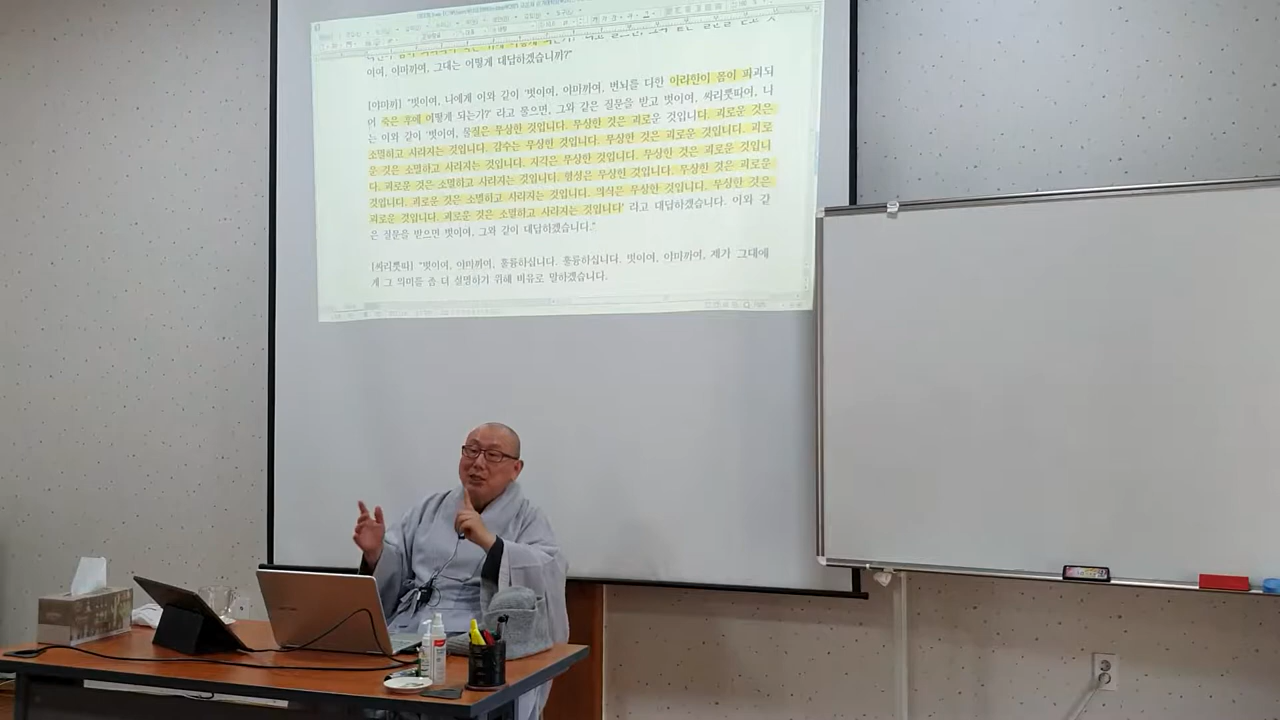 이여, 야마까여, 그대는 어떻게 대답하겠습니까?"
[야마까] "벗이여, 나에게 이와 같이 '벗이여, 야마까여, 번뇌를 다한 아라한이 몸이 파괴되
어 죽은 후에 어떻게 되는가?' 라고 물으면, 그와 같은 질문을 받고 벗이여, 싸리뿟따여, 나
는 이와 같이 '벗이여, 물질은 무상한 것입니다. 무상한 것은 괴로운 것입니다. 괴로운 것은
소멸하고 사라지는 것입니다. 감수는 무상한 것입니다. 무상한 것은 괴로운 것입니다. 괴로
운 것은 소멸하고 사라지는 것입니다. 지각은 무상한 것입니다. 무상한 것은 괴로운 것입니
다. 괴로운 것은 소멸하고 사라지는 것입니다. 형성은 무상한 것입니다. 무상한 것은 괴로운
것입니다. 괴로운 것은 소멸하고 사라지는 것입니다. 의식은 무상한 것입니다. 무상한 것은
괴로운 것입니다. 괴로운 것은 소멸하고 사라지는 것입니다' 라고 대답하겠습니다. 이와 같
은 질문을 받으면 벗이여, 그와 같이 대답하겠습니다."
[싸리뿟따] "벗이여, 야마까여, 훌륭하십니다. 훌륭하십니다. 벗이여, 야마까여, 제가 그대에
게 그 의미를 좀 더 설명하기 위해 비유로 말하겠습니다.